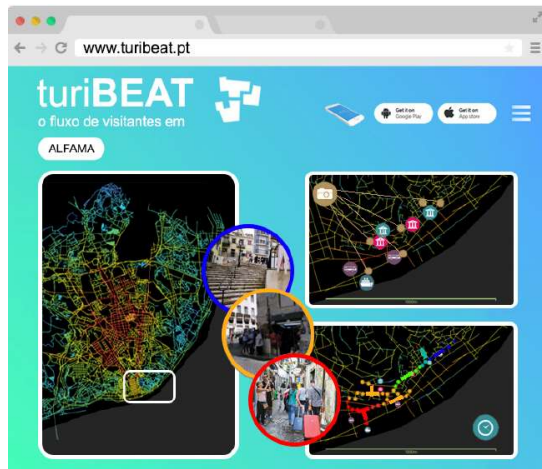 www.turibeat.pt
turiBEAT
o fluxo de visitantes em
ALFAMA
Get it on
Google Play
Get it on
App store